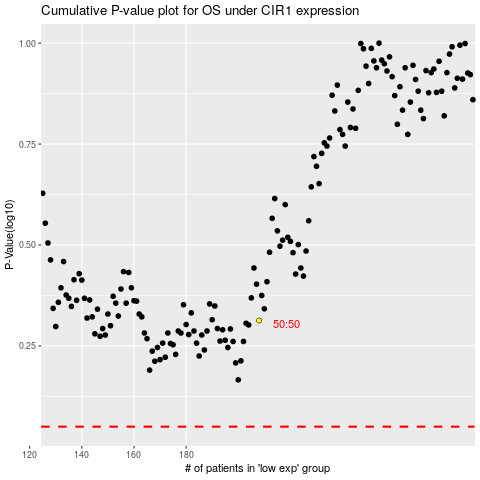 Cumulative P-value plot for OS under CIR1 expression
1.00
0.75
0.50
0.25
P-Value(log10)
50:50
120 140 160 180
# of patients in 'low exp' group